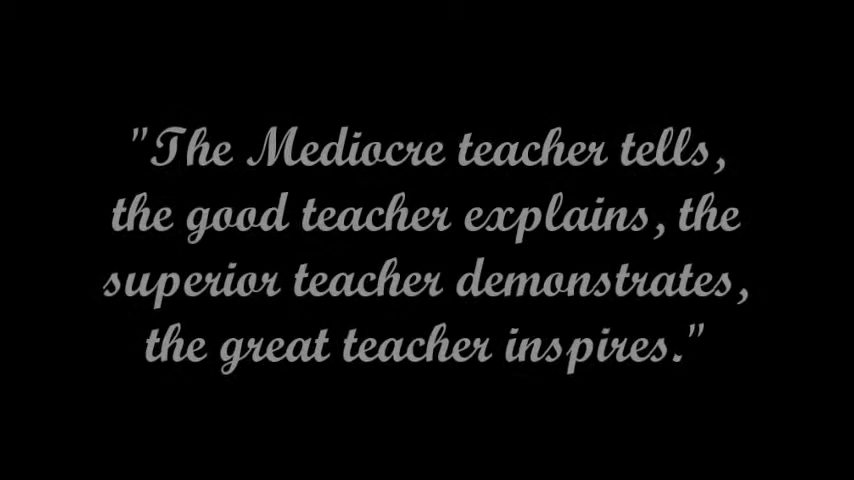 "The Mediocre teacher tells,
the good teacher explains, the
superior teacher demonstrates,
the great teacher inspires."